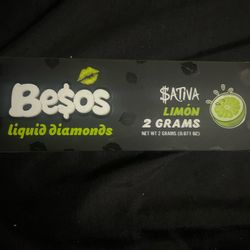 Be$os
liquid diamonds
$ATIVA
LIMÓN
2 GRAMS
NET WT 2 GRAMS (0.071 OZ)